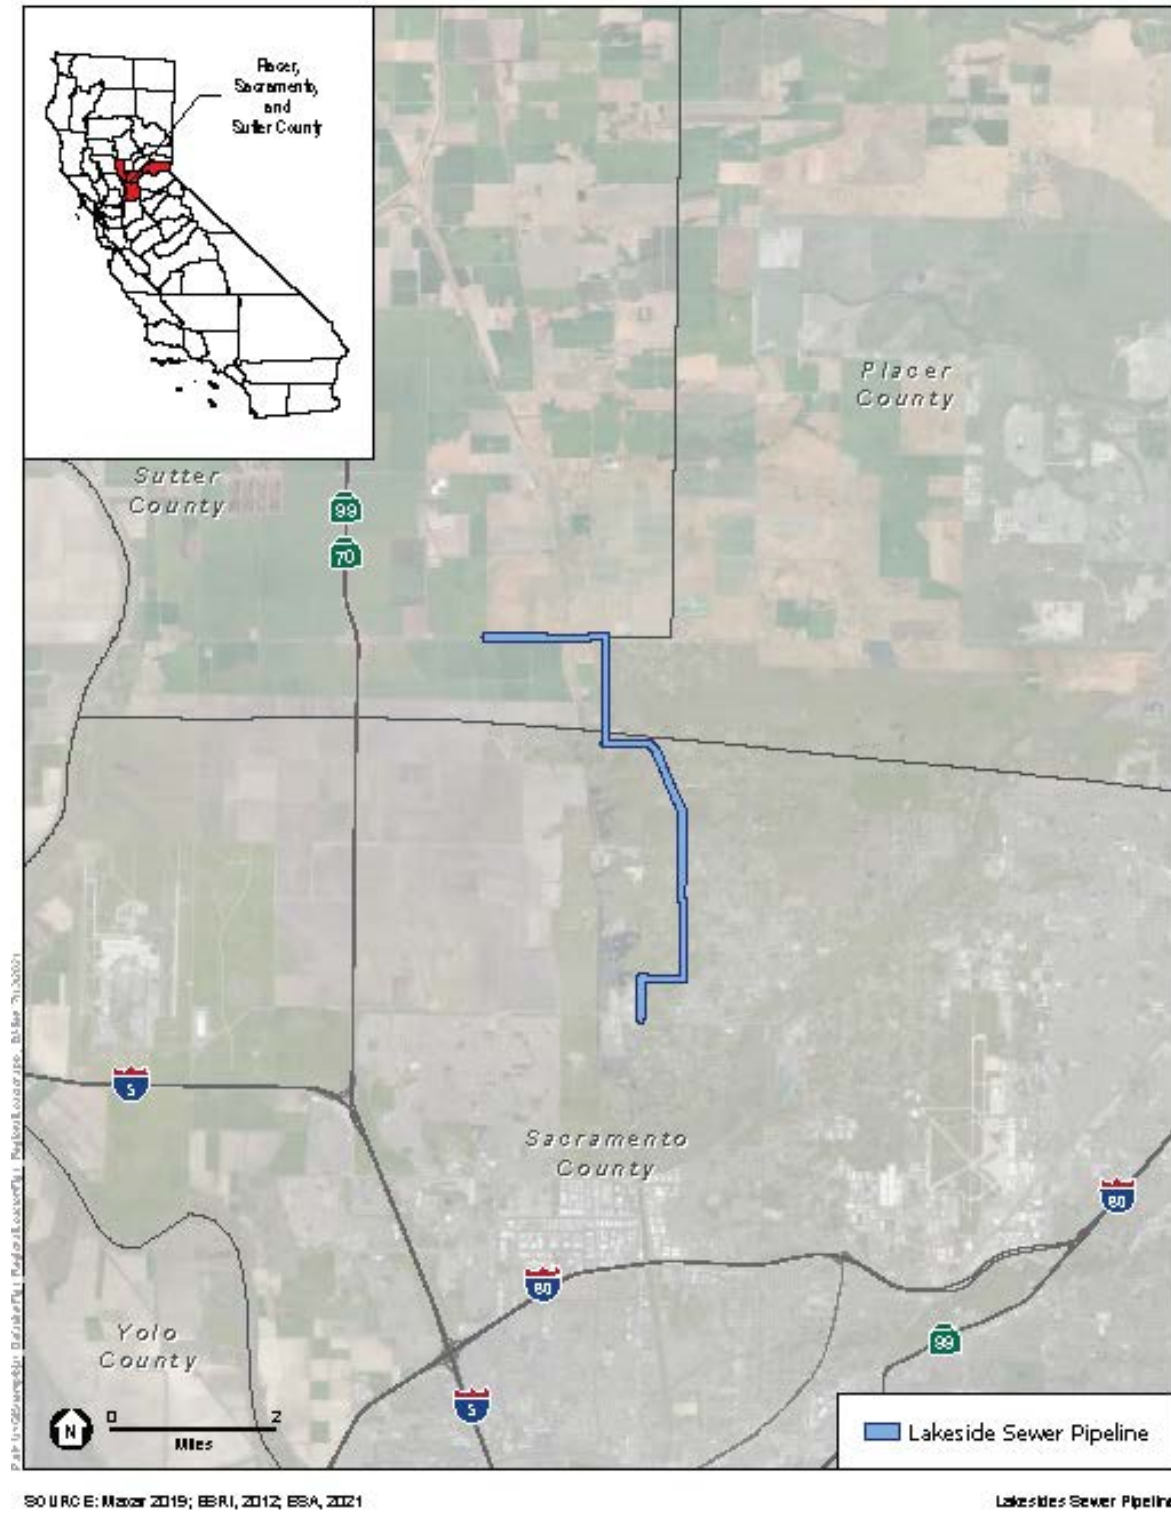 Placer,
Sacramento,
and
Sutter County
Placer
County
Sutter
County
99
70
5
Sacramento
County
80
80
99
Yolo
County
5
N
0 2
Miles
Lakeside Sewer Pipeline
SOURCE: Maxar 2019; ESRI, 2012; ESA, 2021
Lakesides Sewer Pipeline